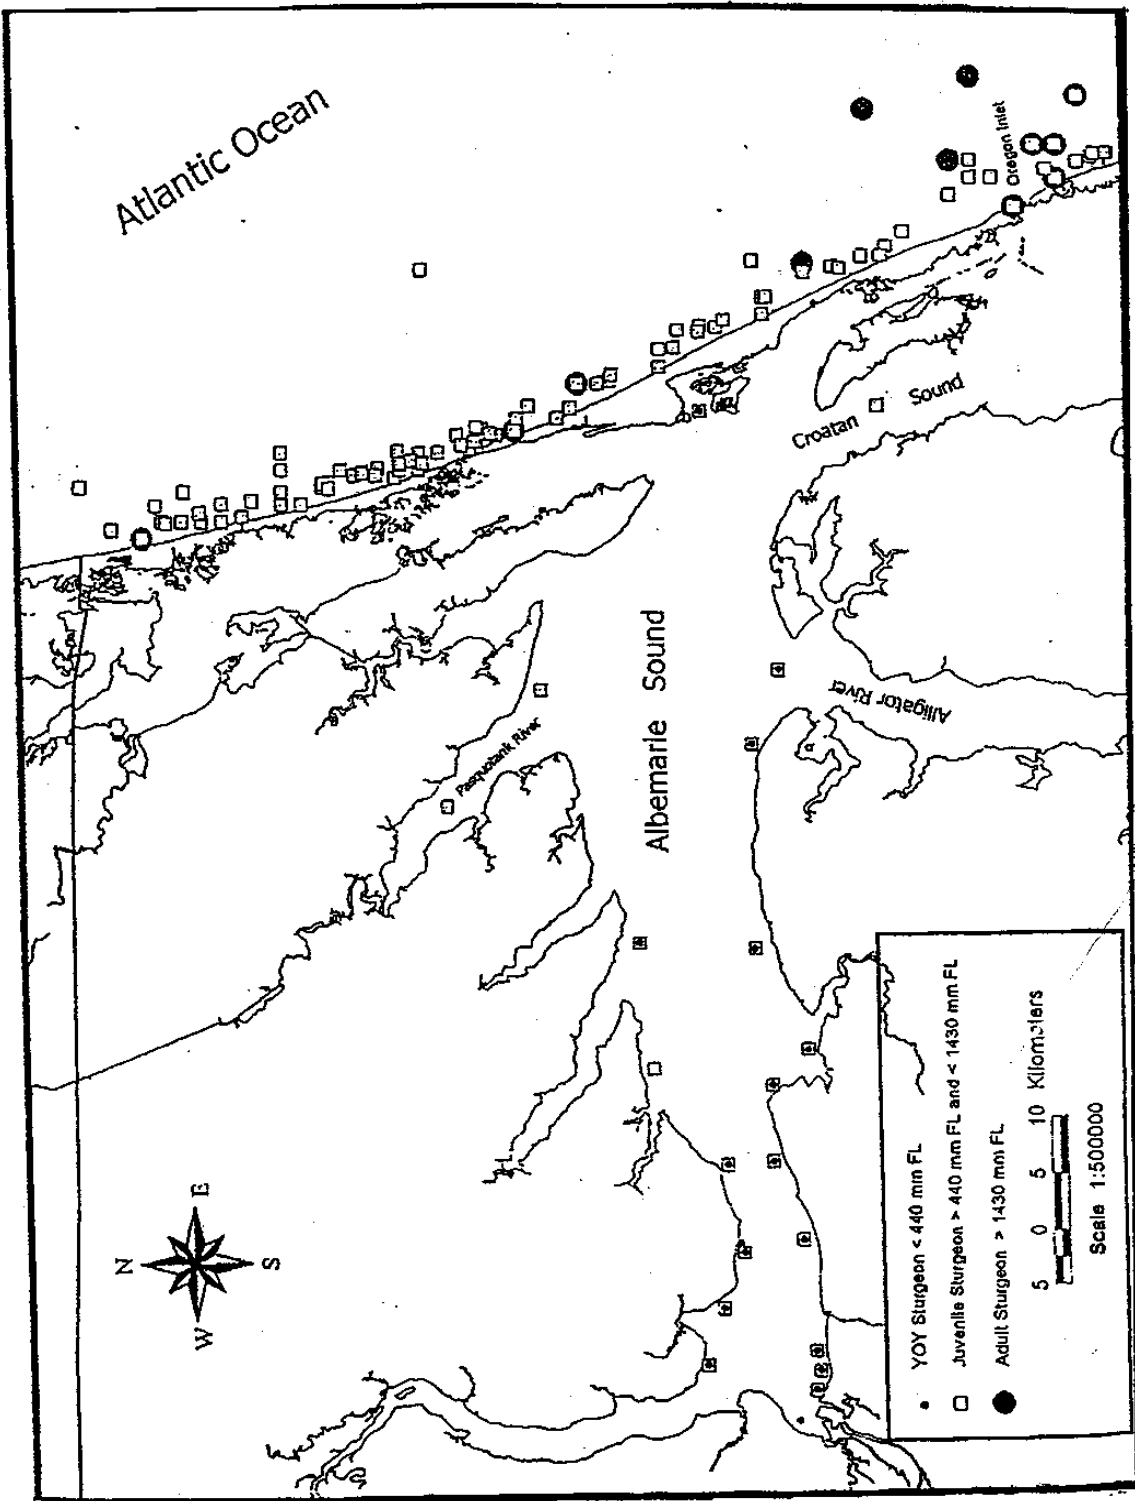 Atlantic Ocean
Oregon Inlet
Croatan Sound
Albemarle Sound
Alligator River
Pasquotank River
N
E
S
W
YOY Sturgeon < 440 mm FL
Juvenile Sturgeon > 440 mm FL and < 1430 mm FL
Adult Sturgeon > 1430 mm FL
5 0 5 10 Kilometers
Scale 1:500000